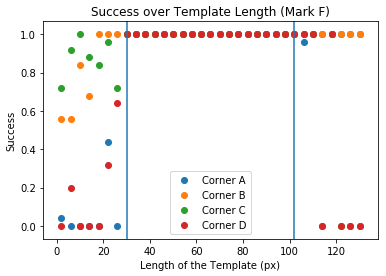 Success over Template Length (Mark F)
1.0
0.8
0.6
0.4
0.2
0.0
Success
Corner A
Corner B
Corner C
Corner D
0 20 40 60 80 100 120
Length of the Template (px)